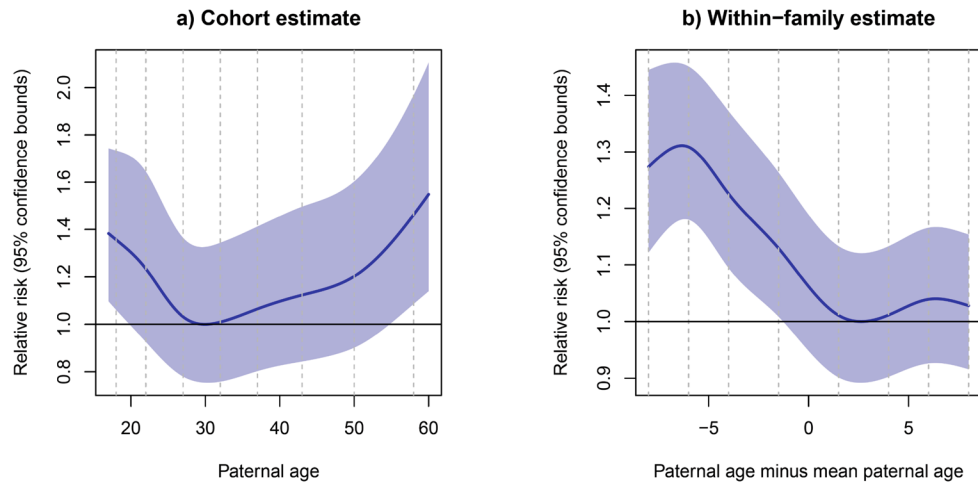 a) Cohort estimate
Relative risk (95% confidence bounds)
2.0
1.8
1.6
1.4
1.2
1.0
0.8
20 30 40 50 60
Paternal age
b) Within−family estimate
Relative risk (95% confidence bounds)
1.4
1.3
1.2
1.1
1.0
0.9
−5 0 5
Paternal age minus mean paternal age